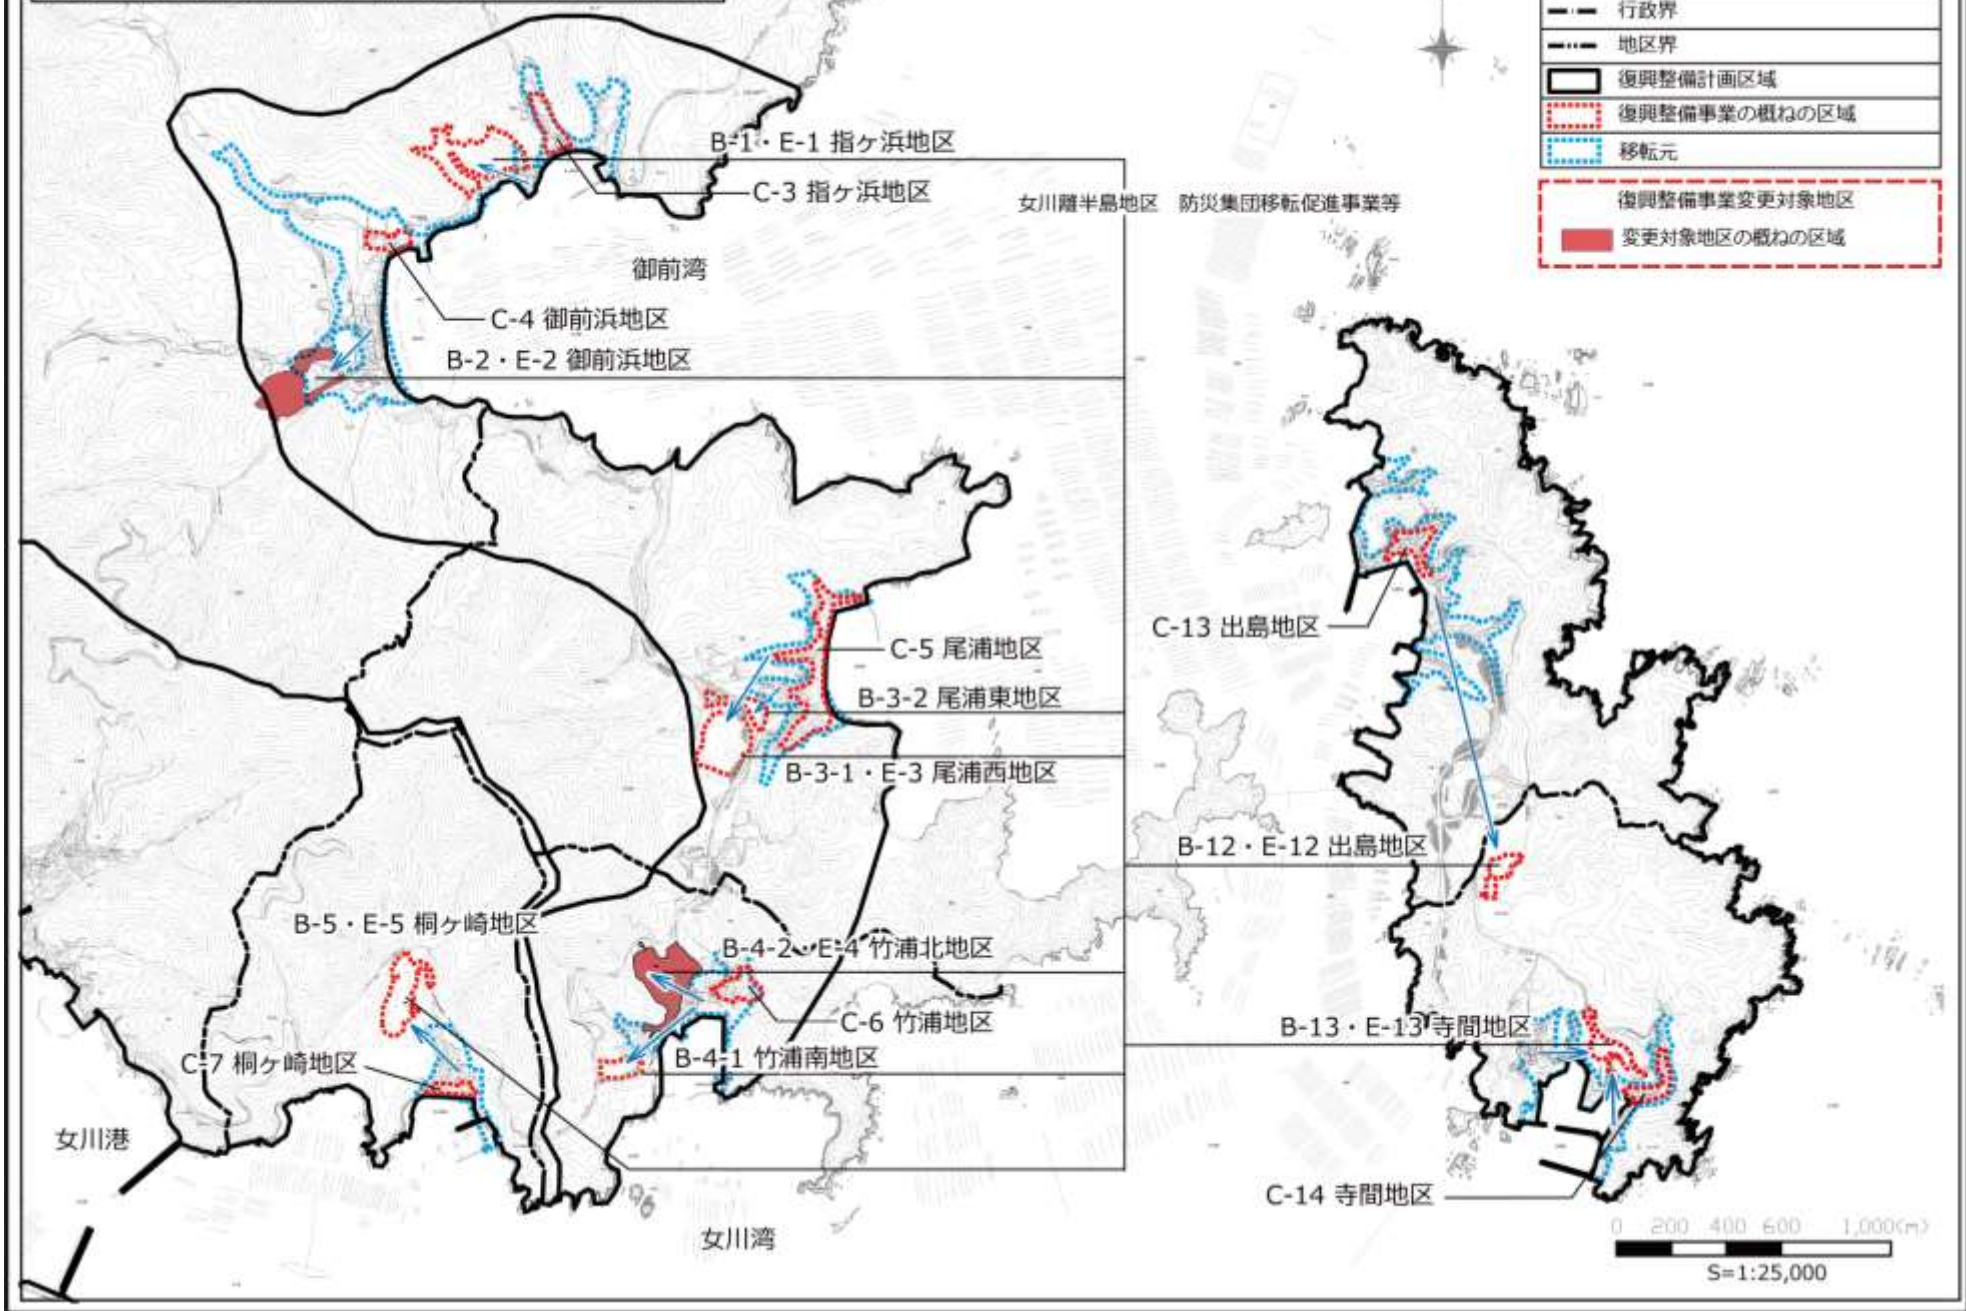 行政界
地区界
復興整備計画区域
復興整備事業の概ねの区域
移転元
復興整備事業変更対象地区
変更対象地区の概ねの区域
B-1・E-1 指ヶ浜地区
C-3 指ヶ浜地区
女川離半島地区 防災集団移転促進事業等
御前湾
C-4 御前浜地区
B-2・E-2 御前浜地区
C-13 出島地区
C-5 尾浦地区
B-3-2 尾浦東地区
B-3-1・E-3 尾浦西地区
B-12・E-12 出島地区
B-5・E-5 桐ヶ崎地区
B-4-2・E-4 竹浦北地区
C-6 竹浦地区
B-13・E-13 寺間地区
B-4-1 竹浦南地区
C-7 桐ヶ崎地区
女川港
C-14 寺間地区
女川湾
0 200 400 600 1,000(m)
S=1:25,000